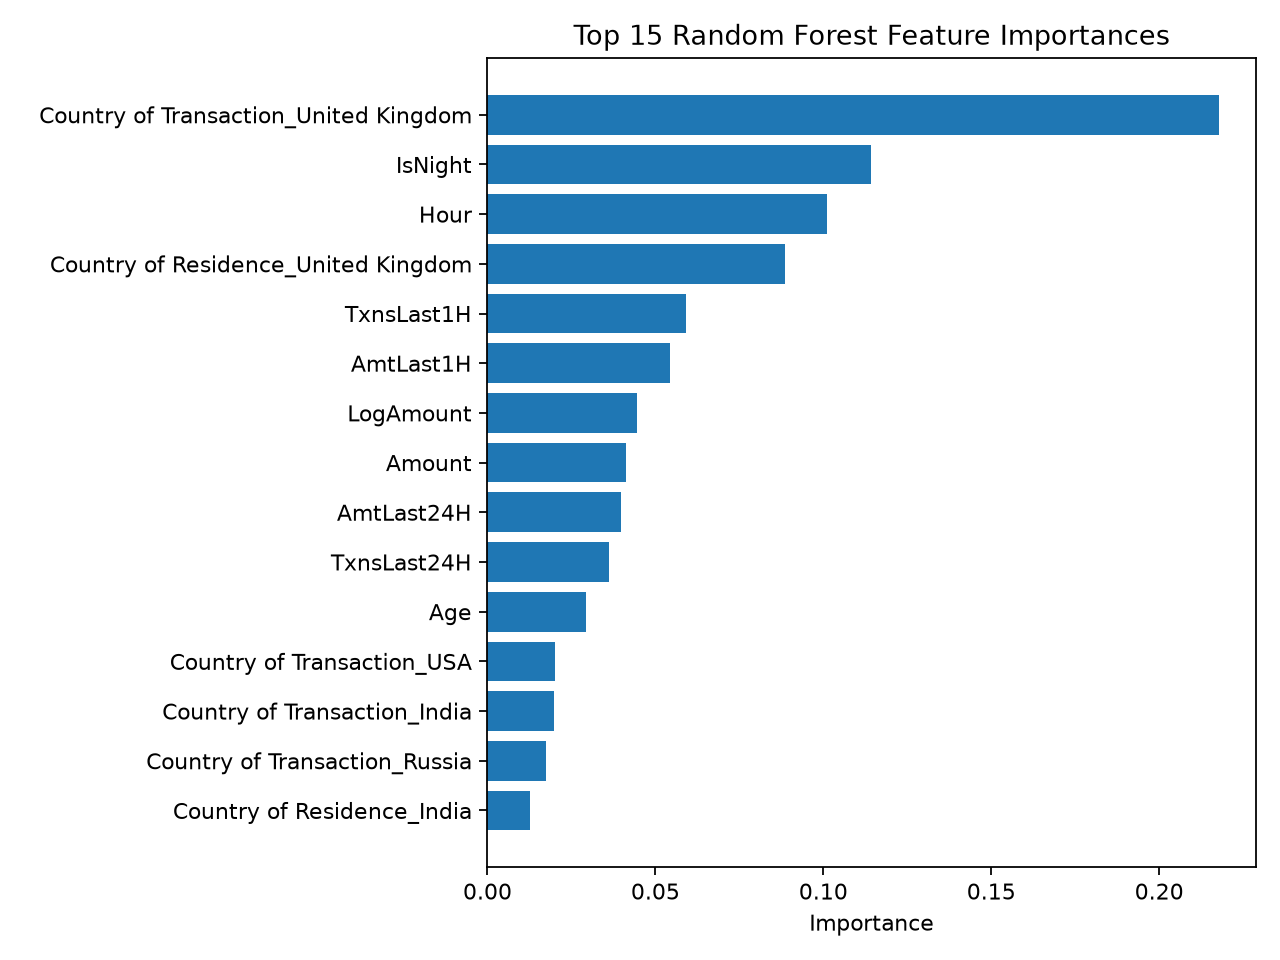 Top 15 Random Forest Feature Importances
Country of Transaction_United Kingdom
IsNight
Hour
Country of Residence_United Kingdom
TxnsLast1H
AmtLast1H
LogAmount
Amount
AmtLast24H
TxnsLast24H
Age
Country of Transaction_USA
Country of Transaction_India
Country of Transaction_Russia
Country of Residence_India
0.00 0.05 0.10 0.15 0.20
Importance